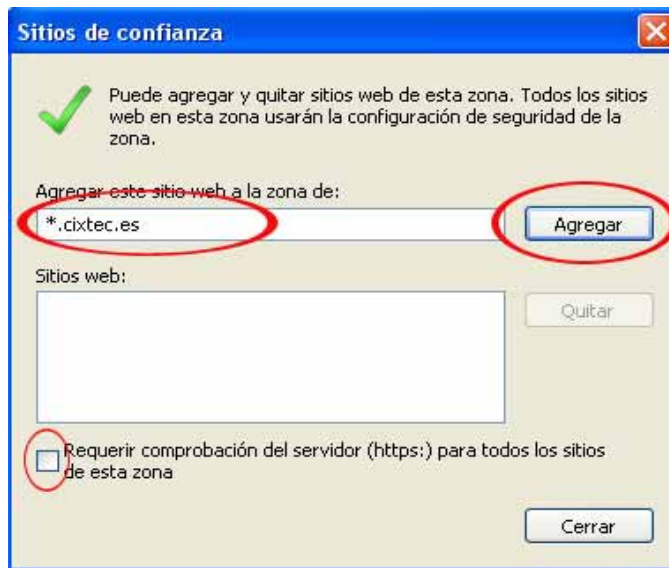 Sitios de confianza
Puede agregar y quitar sitios web de esta zona. Todos los sitios
web en esta zona usarán la configuración de seguridad de la
zona.
Agregar este sitio web a la zona de:
*.cixtec.es
Agregar
Sitios web:
Quitar
Requerir comprobación del servidor (https:) para todos los sitios
de esta zona
Cerrar